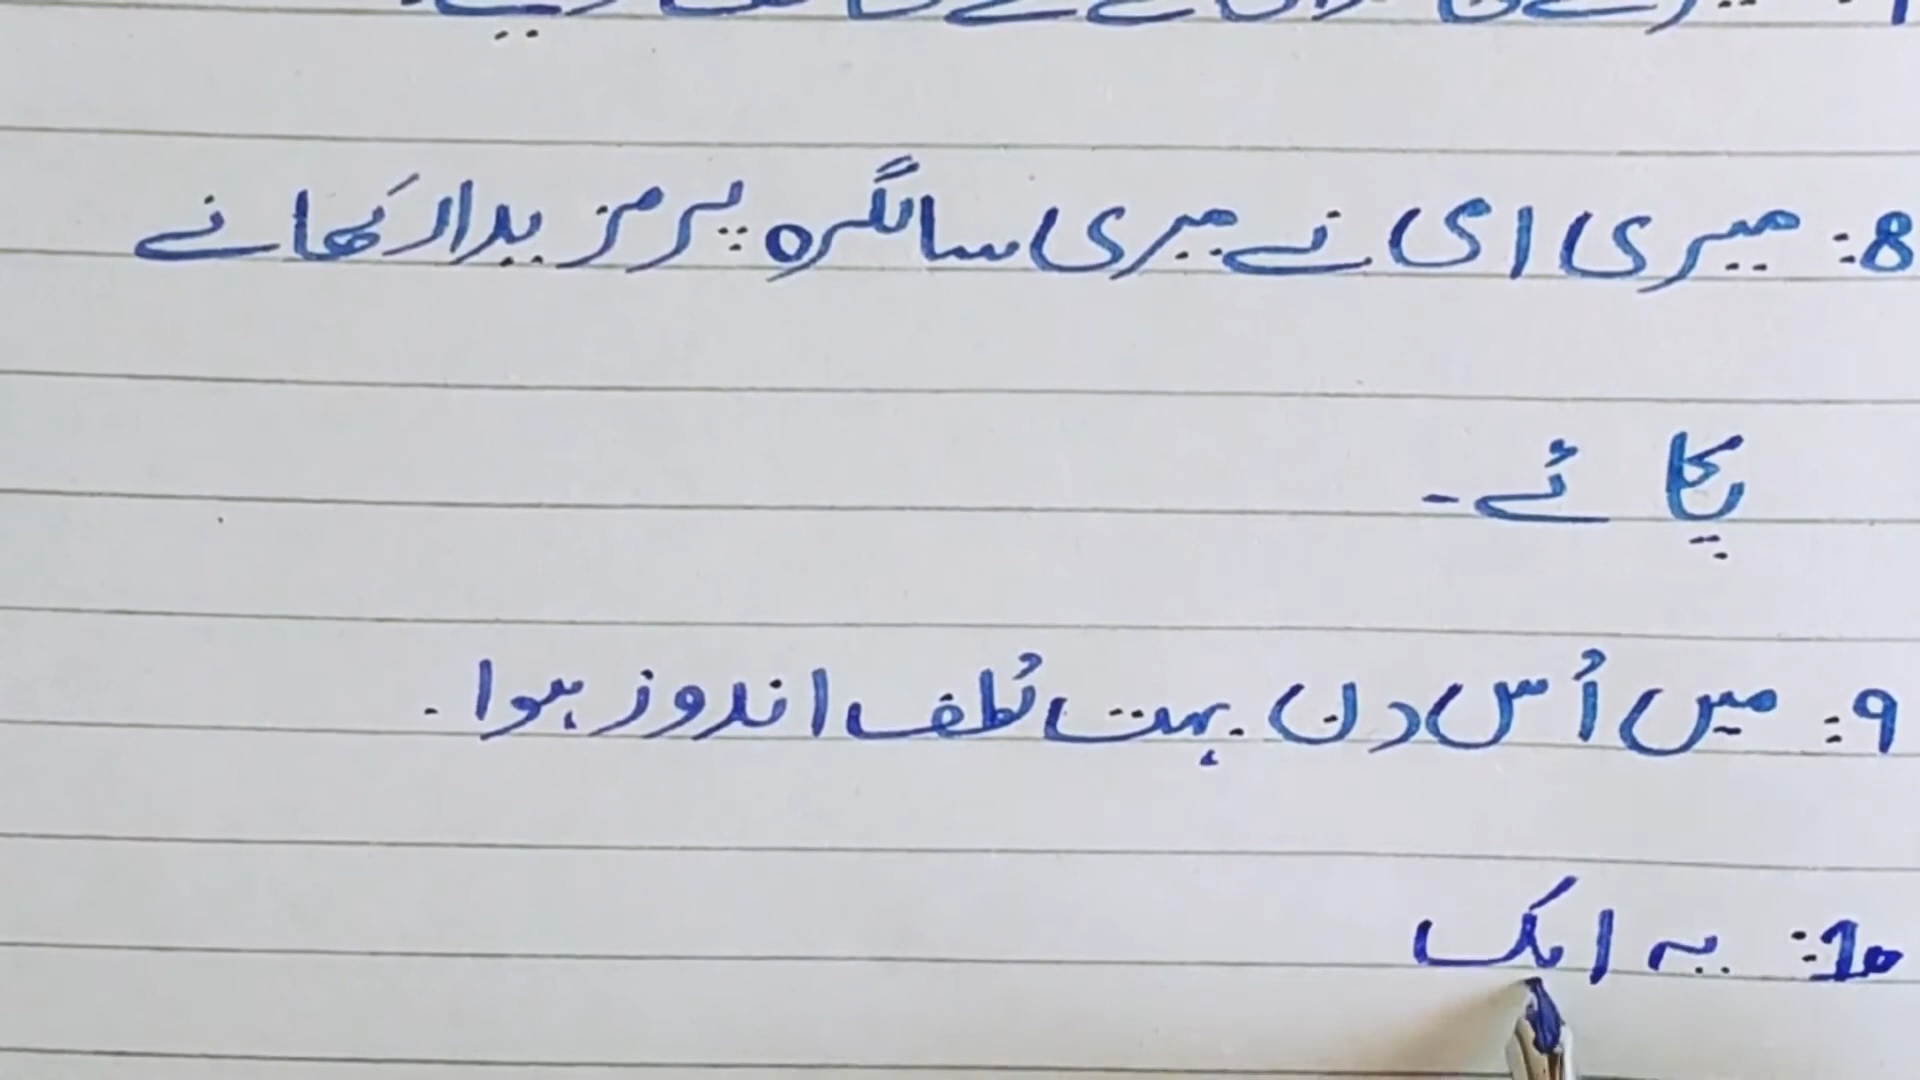 8: میری امی نے میری سالگرہ پر مزیدار کھانے
پکائے۔
9: میں اُس دن بہت لُطف اندوز ہوا۔
10: یہ ایک